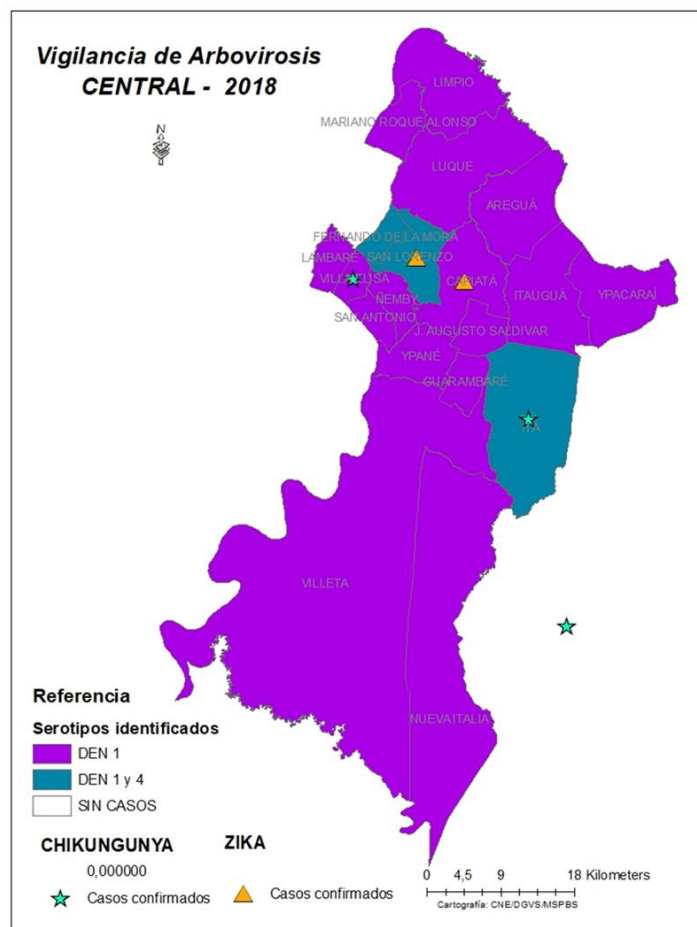 Vigilancia de Arbovirosis
CENTRAL - 2018
N
LIMPIO
MARIANO ROQUE ALONSO
LUQUE
AREGUÁ
FERNANDO DE LA MORA
LAMBARÉ
SAN LORENZO
VILLA ELISA
CAPIATÁ
ITAUGUÁ
YPACARAÍ
ÑEMBY
SAN ANTONIO
J. AUGUSTO SALDIVAR
YPANÉ
GUARAMBARÉ
ITÁ
VILLETA
NUEVA ITALIA
Referencia
Serotipos identificados
DEN 1
DEN 1 y 4
SIN CASOS
CHIKUNGUNYA
0,000000
Casos confirmados
ZIKA
Casos confirmados
0 4,5 9 18 Kilometers
Cartografía: CNE/DGVS/MSPBS